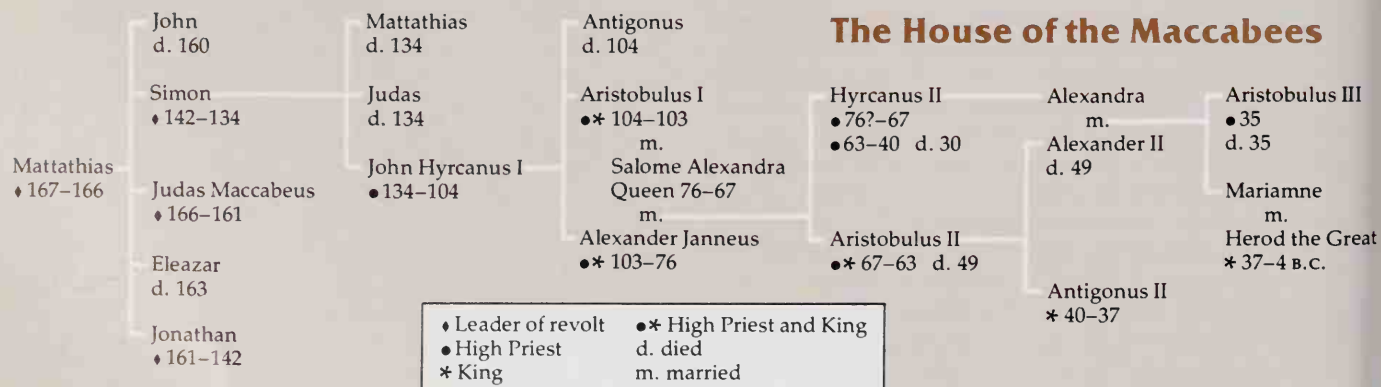 The House of the Maccabees
Mattathias
♦ 167–166
John
d. 160
Simon
♦ 142–134
Judas Maccabeus
♦ 166–161
Eleazar
d. 163
Jonathan
♦ 161–142
Mattathias
d. 134
Judas
d. 134
John Hyrcanus I
● 134–104
Antigonus
d. 104
Aristobulus I
●* 104–103
m.
Salome Alexandra
Queen 76–67
m.
Alexander Janneus
●* 103–76
Hyrcanus II
● 76?–67
● 63–40 d. 30
Aristobulus II
●* 67–63 d. 49
Alexandra
m.
Alexander II
d. 49
Antigonus II
* 40–37
Aristobulus III
● 35
d. 35
Mariamne
m.
Herod the Great
* 37–4 B.C.
♦ Leader of revolt
● High Priest
* King
●* High Priest and King
d. died
m. married